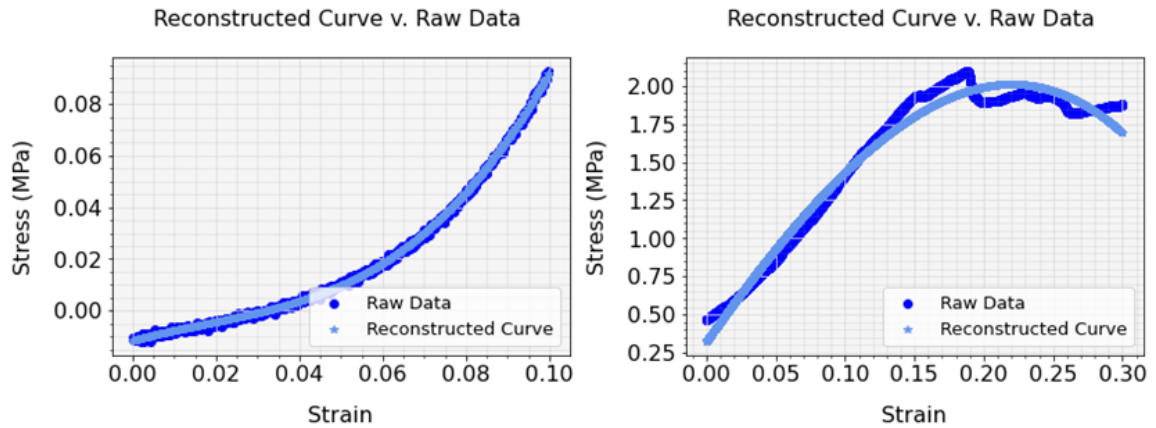 Reconstructed Curve v. Raw Data
Stress (MPa)
0.08
0.06
0.04
0.02
0.00
Raw Data
Reconstructed Curve
0.00 0.02 0.04 0.06 0.08 0.10
Strain
Reconstructed Curve v. Raw Data
Stress (MPa)
2.00
1.75
1.50
1.25
1.00
0.75
0.50
0.25
Raw Data
Reconstructed Curve
0.00 0.05 0.10 0.15 0.20 0.25 0.30
Strain